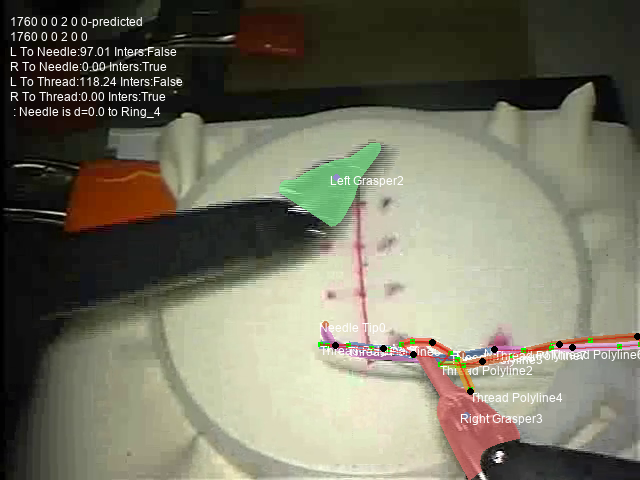 1760 0 0 2 0 0-predicted
1760 0 0 2 0 0
L To Needle:97.01 Inters:False
R To Needle:0.00 Inters:True
L To Thread:118.24 Inters:False
R To Thread:0.00 Inters:True
: Needle is d=0.0 to Ring_4
Left Grasper2
Needle Tip0
Thread Polyline2
Thread Polyline4
Right Grasper3